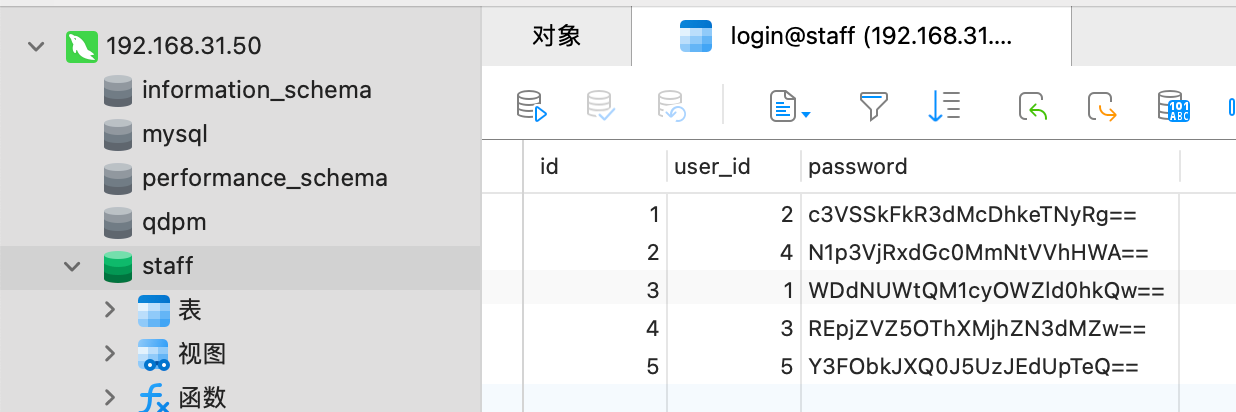 192.168.31.50
information_schema
mysql
performance_schema
qdpm
staff
表
视图
函数
对象
login@staff (192.168.31....
id user_id password
1 2 c3VSSkFkR3dMcDhkeTNyRg==
2 4 N1p3VjRxdGc0MmNtVVhHWA==
3 1 WDdNUWtQM1cyOWZld0hkQw==
4 3 REpjZVZ5OThXMjhZN3dMZw==
5 5 Y3FObkJXQ0J5UzJEdUpTeQ==